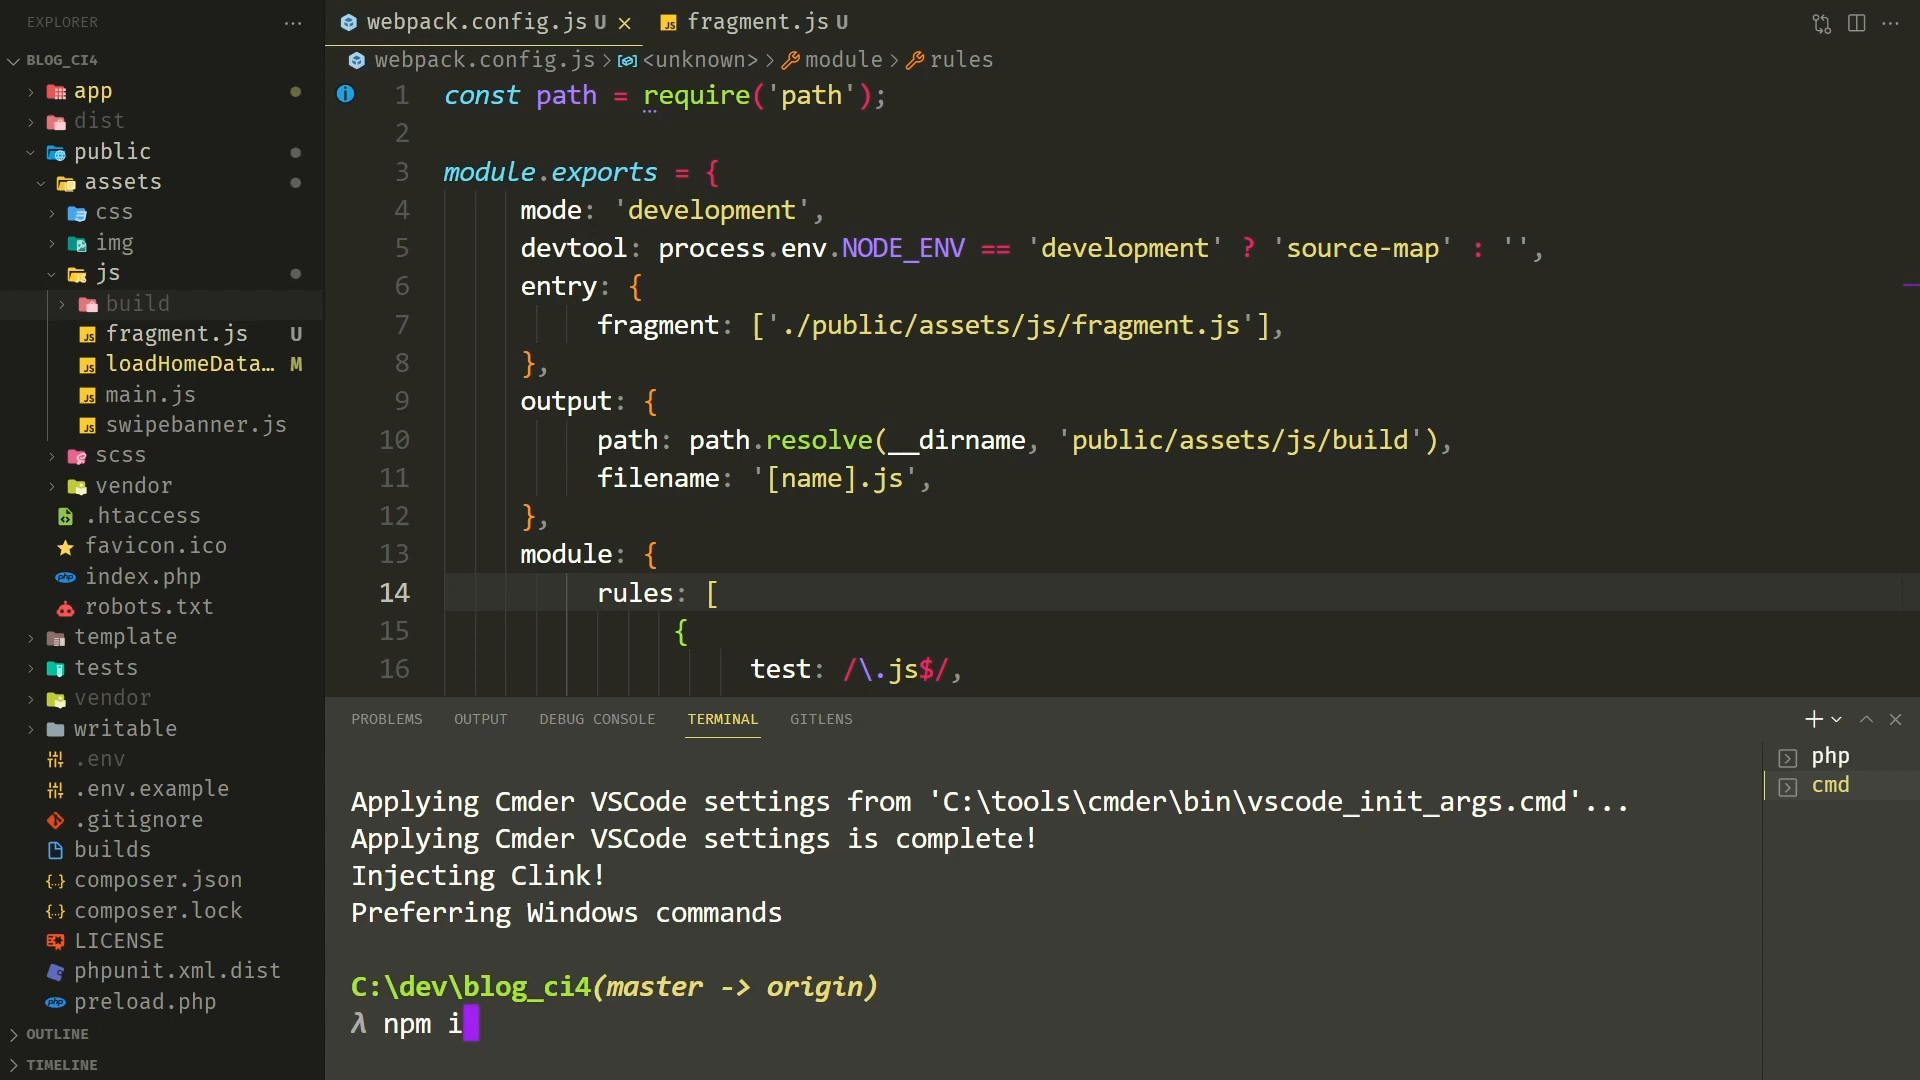 EXPLORER
BLOG_CI4
app
dist
public
assets
css
img
js
build
fragment.js U
loadHomeData... M
main.js
swipebanner.js
scss
vendor
.htaccess
favicon.ico
index.php
robots.txt
template
tests
vendor
writable
.env
.env.example
.gitignore
builds
composer.json
composer.lock
LICENSE
phpunit.xml.dist
preload.php
OUTLINE
TIMELINE
webpack.config.js U × fragment.js U
webpack.config.js > <unknown> > module > rules
1 const path = require('path');
2
3 module.exports = {
4 mode: 'development',
5 devtool: process.env.NODE_ENV == 'development' ? 'source-map' : '',
6 entry: {
7 fragment: ['./public/assets/js/fragment.js'],
8 },
9 output: {
10 path: path.resolve(__dirname, 'public/assets/js/build'),
11 filename: '[name].js',
12 },
13 module: {
14 rules: [
15 {
16 test: /\.js$/,
PROBLEMS OUTPUT DEBUG CONSOLE TERMINAL GITLENS
Applying Cmder VSCode settings from 'C:\tools\cmder\bin\vscode_init_args.cmd'...
Applying Cmder VSCode settings is complete!
Injecting Clink!
Preferring Windows commands
C:\dev\blog_ci4(master -> origin)
λ npm i
php
cmd